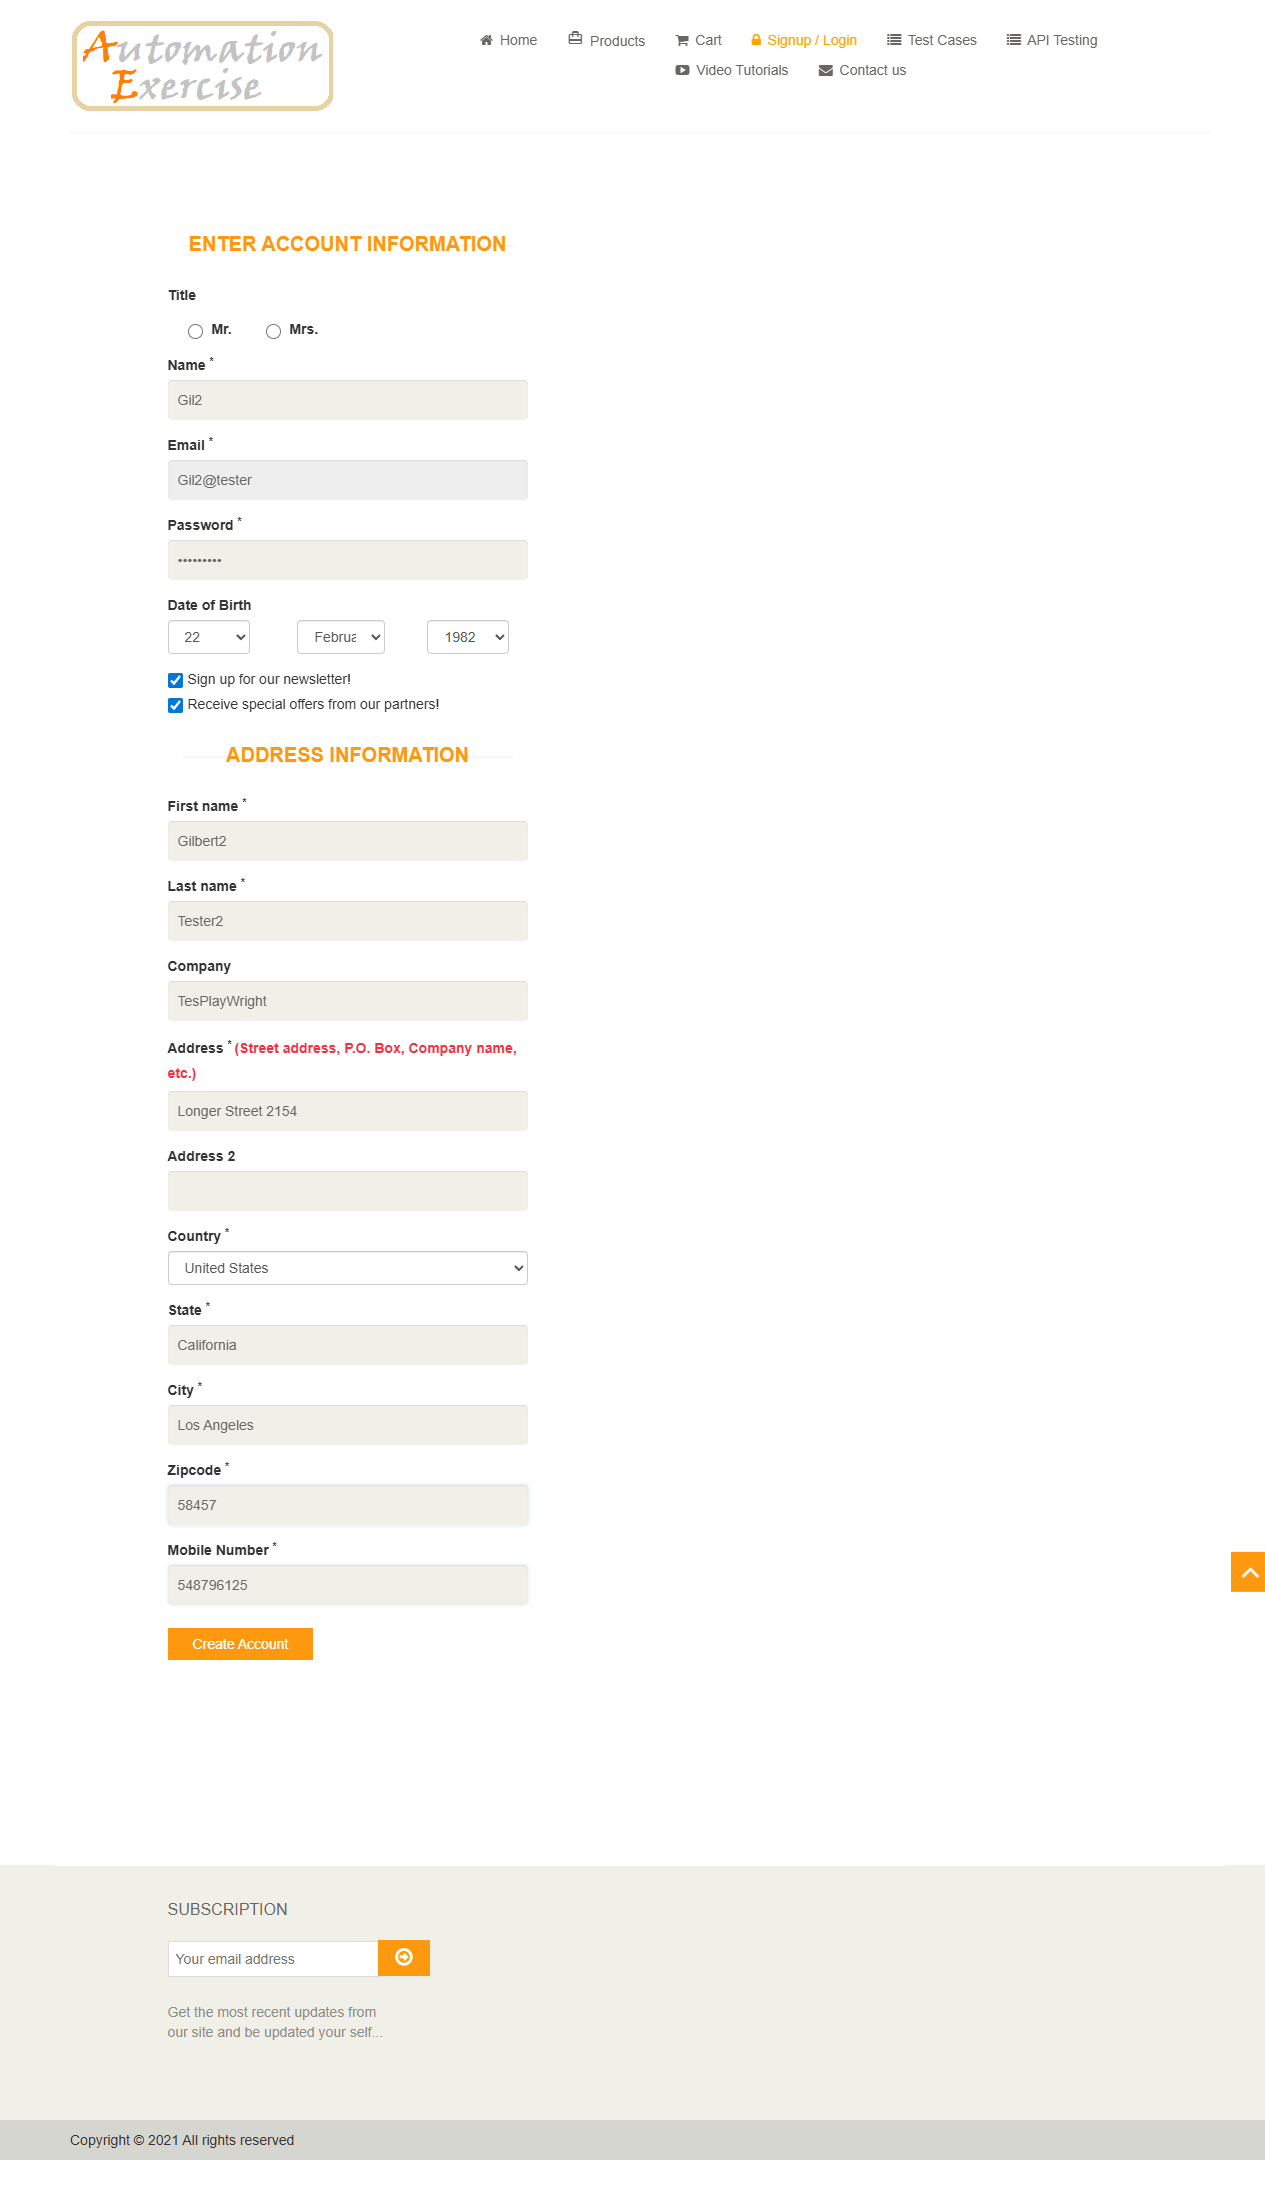 Automation
Exercise
Home
Products
Cart
Signup / Login
Test Cases
API Testing
Video Tutorials
Contact us
ENTER ACCOUNT INFORMATION
Title
Mr.
Mrs.
Name *
Gil2
Email *
Gil2@tester
Password *
•••••••••
Date of Birth
22
Februa
1982
Sign up for our newsletter!
Receive special offers from our partners!
ADDRESS INFORMATION
First name *
Gilbert2
Last name *
Tester2
Company
TesPlayWright
Address * (Street address, P.O. Box, Company name,
etc.)
Longer Street 2154
Address 2
Country *
United States
State *
California
City *
Los Angeles
Zipcode *
58457
Mobile Number *
548796125
Create Account
SUBSCRIPTION
Your email address
Get the most recent updates from
our site and be updated your self...
Copyright © 2021 All rights reserved